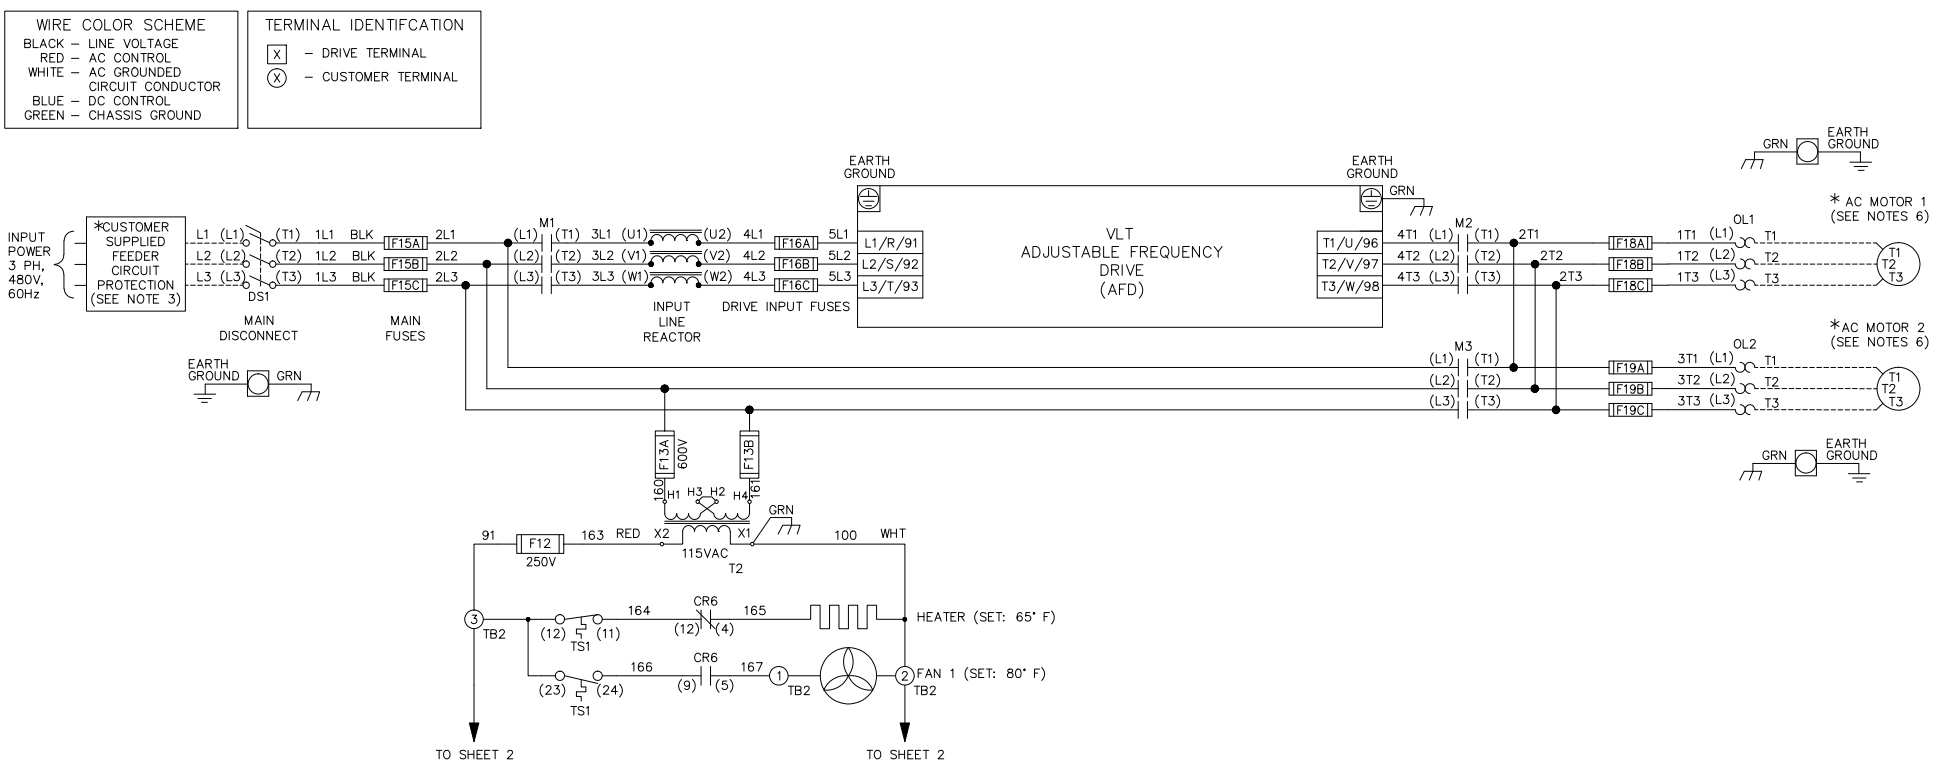 WIRE COLOR SCHEME
BLACK – LINE VOLTAGE
RED – AC CONTROL
WHITE – AC GROUNDED
CIRCUIT CONDUCTOR
BLUE – DC CONTROL
GREEN – CHASSIS GROUND
TERMINAL IDENTIFCATION
X – DRIVE TERMINAL
X – CUSTOMER TERMINAL
INPUT
POWER
3 PH,
480V,
60Hz
*CUSTOMER
SUPPLIED
FEEDER
CIRCUIT
PROTECTION
(SEE NOTE 3)
L1 (L1) (T1) 1L1 BLK F15A 2L1
L2 (L2) (T2) 1L2 BLK F15B 2L2
L3 (L3) (T3) 1L3 BLK F15C 2L3
DS1
MAIN
DISCONNECT
MAIN
FUSES
EARTH
GROUND
GRN
M1
(L1) (T1) 3L1 (U1) (U2) 4L1 F16A 5L1
(L2) (T2) 3L2 (V1) (V2) 4L2 F16B 5L2
(L3) (T3) 3L3 (W1) (W2) 4L3 F16C 5L3
INPUT
LINE
REACTOR
DRIVE INPUT FUSES
EARTH
GROUND
L1/R/91
L2/S/92
L3/T/93
VLT
ADJUSTABLE FREQUENCY
DRIVE
(AFD)
EARTH
GROUND
GRN
T1/U/96
T2/V/97
T3/W/98
M2
4T1 (L1) (T1) 2T1 F18A 1T1 (L1) T1
4T2 (L2) (T2) 2T2 F18B 1T2 (L2) T2
4T3 (L3) (T3) 2T3 F18C 1T3 (L3) T3
OL1
GRN
EARTH
GROUND
* AC MOTOR 1
(SEE NOTES 6)
T1
T2
T3
M3
(L1) (T1) F19A 3T1 (L1) T1
(L2) (T2) F19B 3T2 (L2) T2
(L3) (T3) F19C 3T3 (L3) T3
OL2
*AC MOTOR 2
(SEE NOTES 6)
T1
T2
T3
GRN
EARTH
GROUND
F13A
600V
F13B
160
161
H1 H3 H2 H4
GRN
91 F12 163 RED X2 X1 100 WHT
250V
115VAC
T2
3
TB2
164 CR6 165
(12) (11) (12) (4)
TS1
HEATER (SET: 65° F)
166 CR6 167
(23) (24) (9) (5)
TS1
1
TB2
2
TB2
FAN 1 (SET: 80° F)
TO SHEET 2
TO SHEET 2